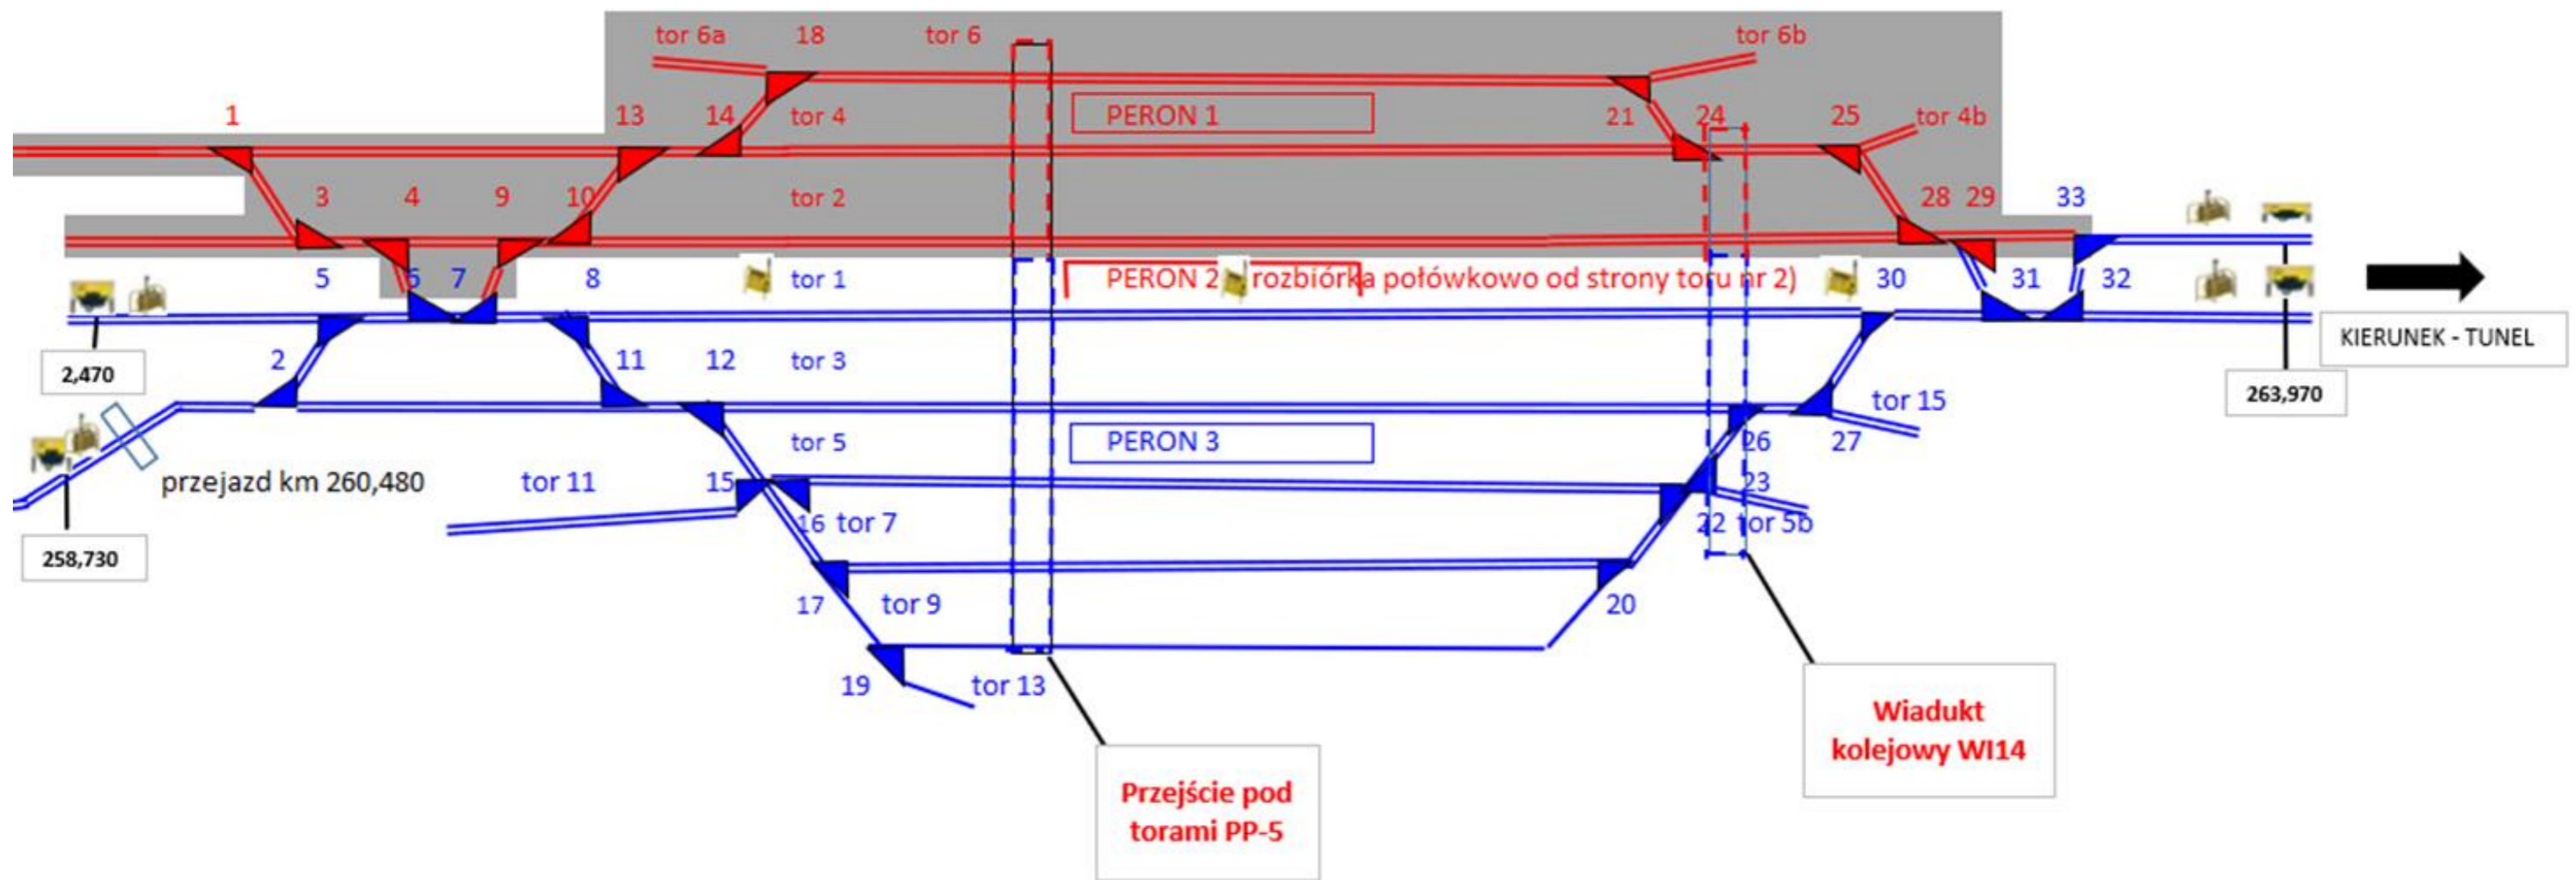 tor 6a 18 tor 6 tor 6b
1 13 14 tor 4 PERON 1 21 24 25 tor 4b
3 4 9 10 tor 2 28 29 33
5 6 7 8 tor 1 PERON 2 rozbiórka połówkowo od strony toru nr 2) 30 31 32
KIERUNEK - TUNEL
2,470
2 11 12 tor 3
263,970
tor 15
tor 5 PERON 3 26 27
przejazd km 260,480 tor 11 15 23
16 tor 7 22 tor 5b
258,730
17 tor 9 20
19 tor 13
Wiadukt
kolejowy WI14
Przejście pod
torami PP-5